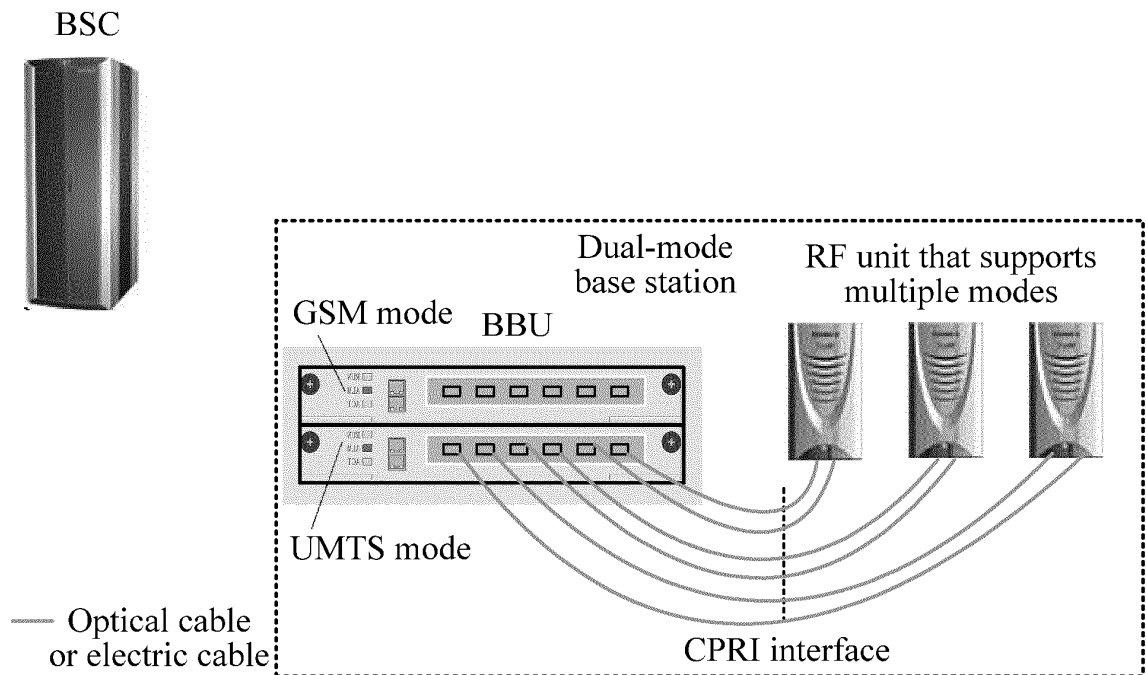 BSC
Dual-mode
base station
RF unit that supports
multiple modes
GSM mode
BBU
UMTS mode
Optical cable
or electric cable
CPRI interface